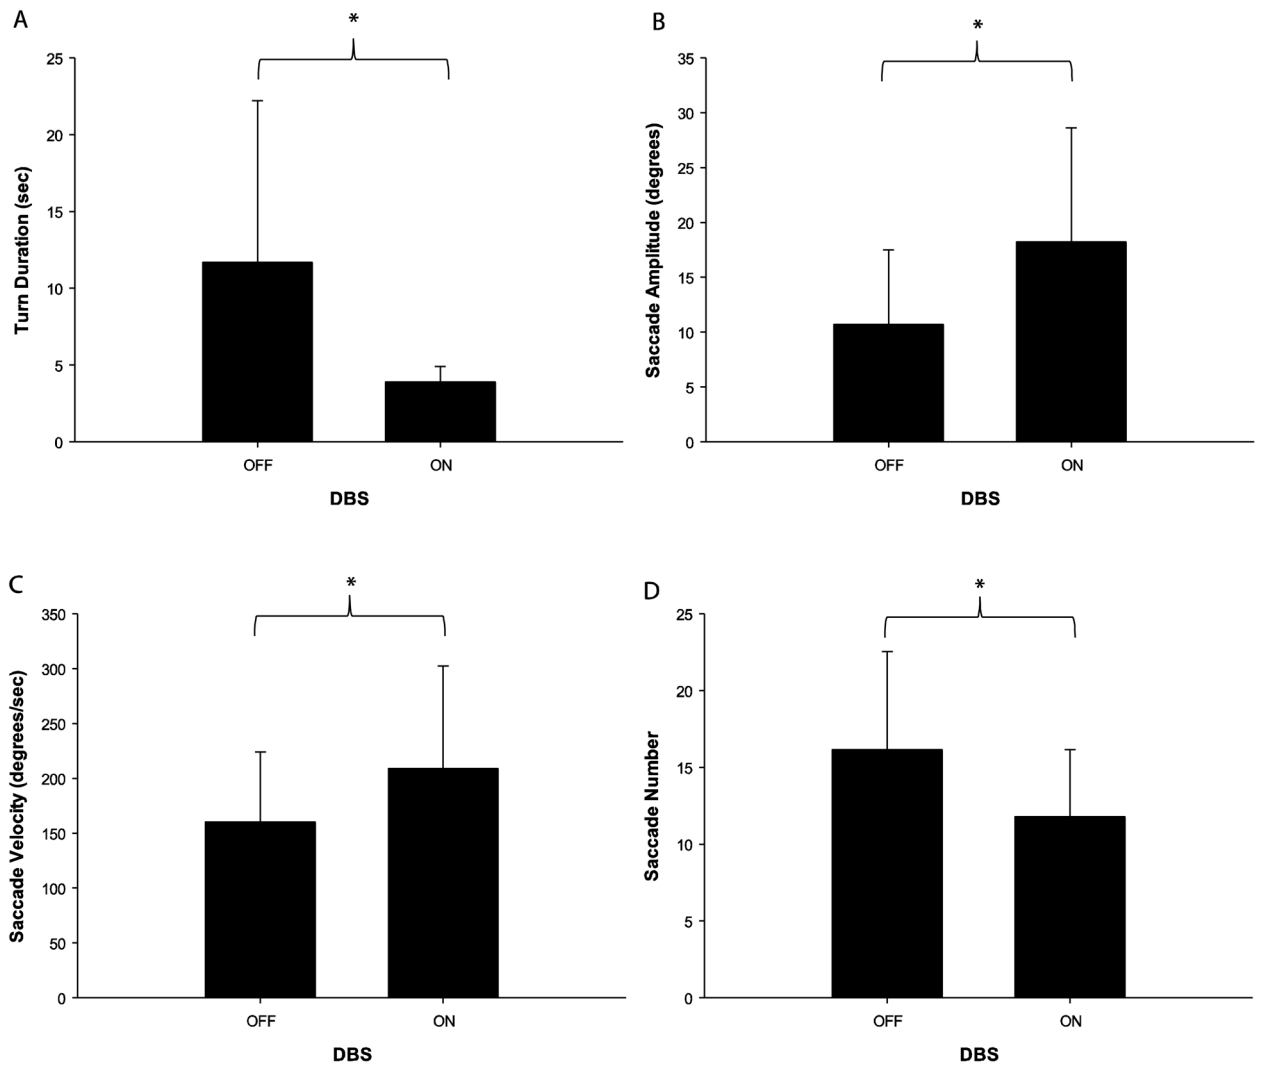 A
*
25
20
15
10
5
0
Turn Duration (sec)
OFF
ON
DBS
B
*
35
30
25
20
15
10
5
0
Saccade Amplitude (degrees)
OFF
ON
DBS
C
*
350
300
250
200
150
100
50
0
Saccade Velocity (degrees/sec)
OFF
ON
DBS
D
*
25
20
15
10
5
0
Saccade Number
OFF
ON
DBS